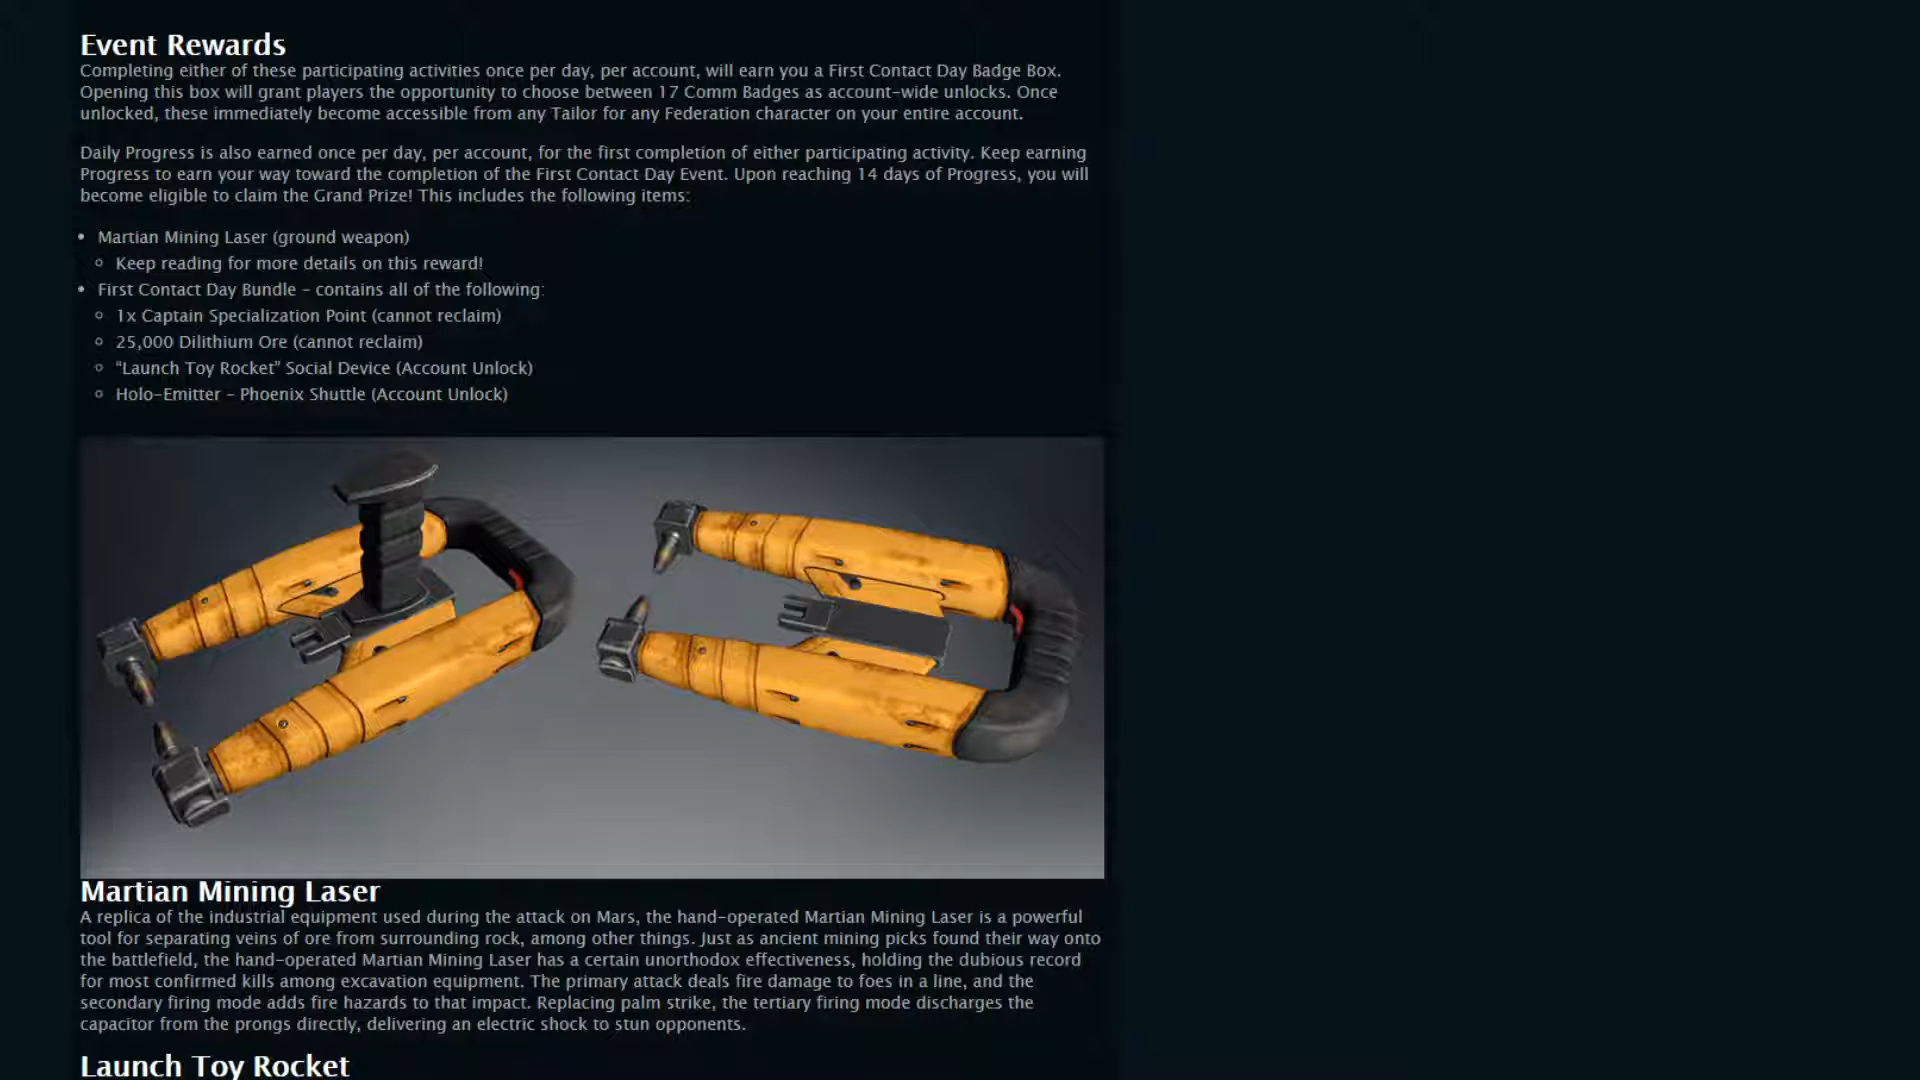 Event Rewards
Completing either of these participating activities once per day, per account, will earn you a First Contact Day Badge Box.
Opening this box will grant players the opportunity to choose between 17 Comm Badges as account-wide unlocks. Once
unlocked, these immediately become accessible from any Tailor for any Federation character on your entire account.
Daily Progress is also earned once per day, per account, for the first completion of either participating activity. Keep earning
Progress to earn your way toward the completion of the First Contact Day Event. Upon reaching 14 days of Progress, you will
become eligible to claim the Grand Prize! This includes the following items:
• Martian Mining Laser (ground weapon)
◦ Keep reading for more details on this reward!
• First Contact Day Bundle – contains all of the following:
◦ 1x Captain Specialization Point (cannot reclaim)
◦ 25,000 Dilithium Ore (cannot reclaim)
◦ “Launch Toy Rocket” Social Device (Account Unlock)
◦ Holo-Emitter – Phoenix Shuttle (Account Unlock)
Martian Mining Laser
A replica of the industrial equipment used during the attack on Mars, the hand-operated Martian Mining Laser is a powerful
tool for separating veins of ore from surrounding rock, among other things. Just as ancient mining picks found their way onto
the battlefield, the hand-operated Martian Mining Laser has a certain unorthodox effectiveness, holding the dubious record
for most confirmed kills among excavation equipment. The primary attack deals fire damage to foes in a line, and the
secondary firing mode adds fire hazards to that impact. Replacing palm strike, the tertiary firing mode discharges the
capacitor from the prongs directly, delivering an electric shock to stun opponents.
Launch Toy Rocket